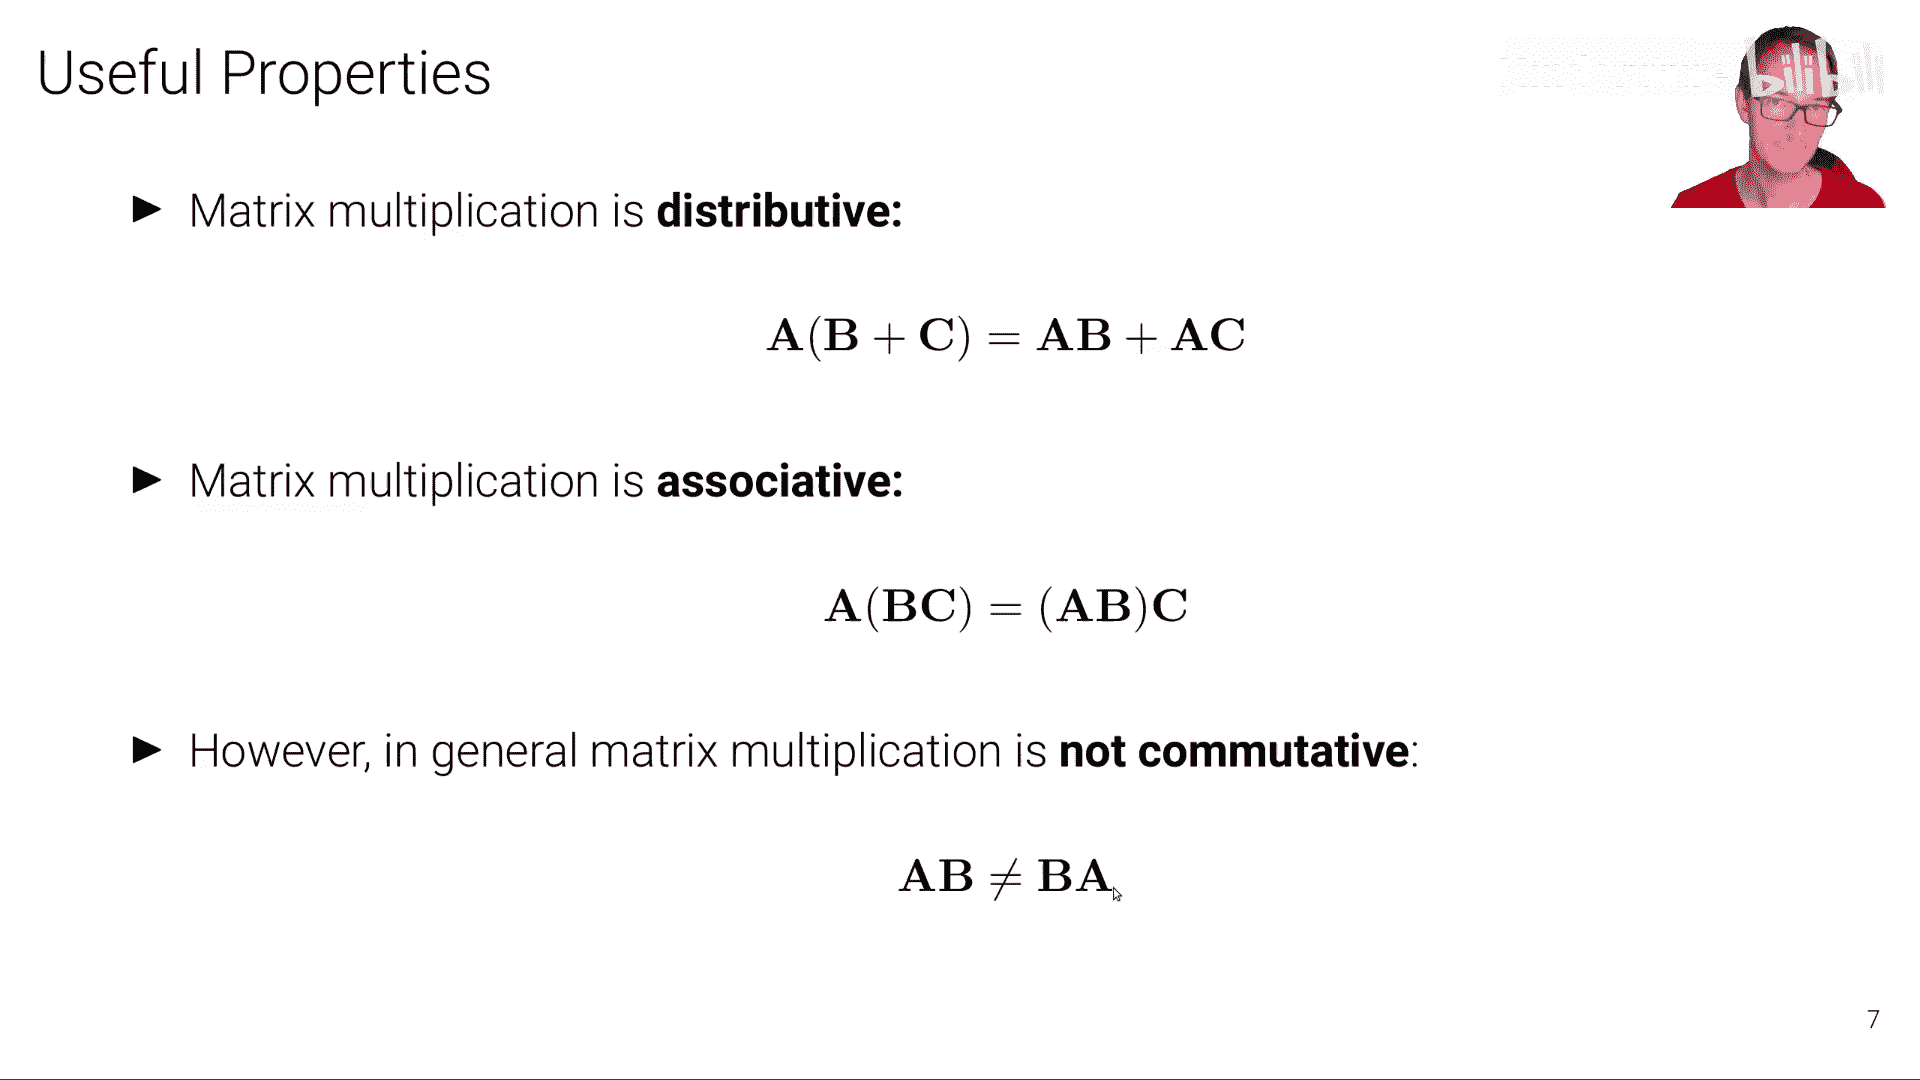 Useful Properties
bilibili
▶ Matrix multiplication is distributive:
A(B + C) = AB + AC
▶ Matrix multiplication is associative:
A(BC) = (AB)C
▶ However, in general matrix multiplication is not commutative:
AB ≠ BA
7